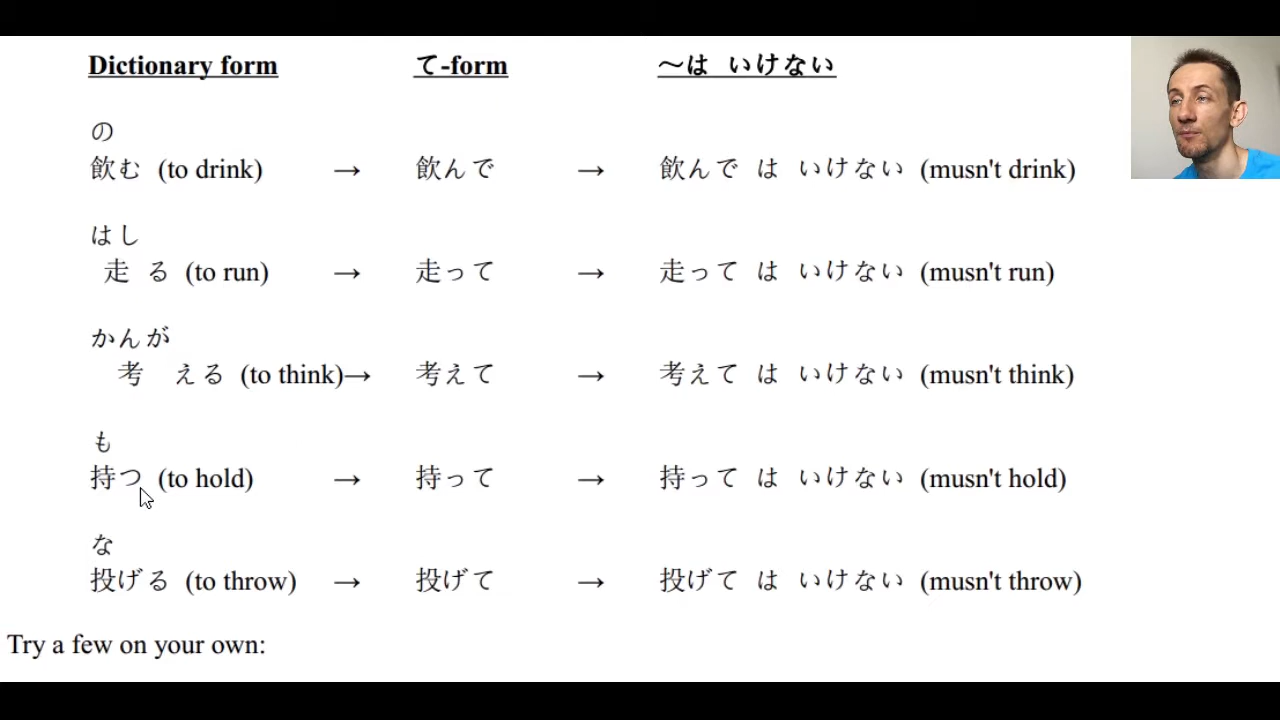 Dictionary form て-form ～は いけない
の
飲む (to drink) → 飲んで → 飲んで は いけない (musn't drink)
はし
走 る (to run) → 走って → 走って は いけない (musn't run)
かんが
考 える (to think)→ 考えて → 考えて は いけない (musn't think)
も
持つ (to hold) → 持って → 持って は いけない (musn't hold)
な
投げる (to throw) → 投げて → 投げて は いけない (musn't throw)
Try a few on your own: